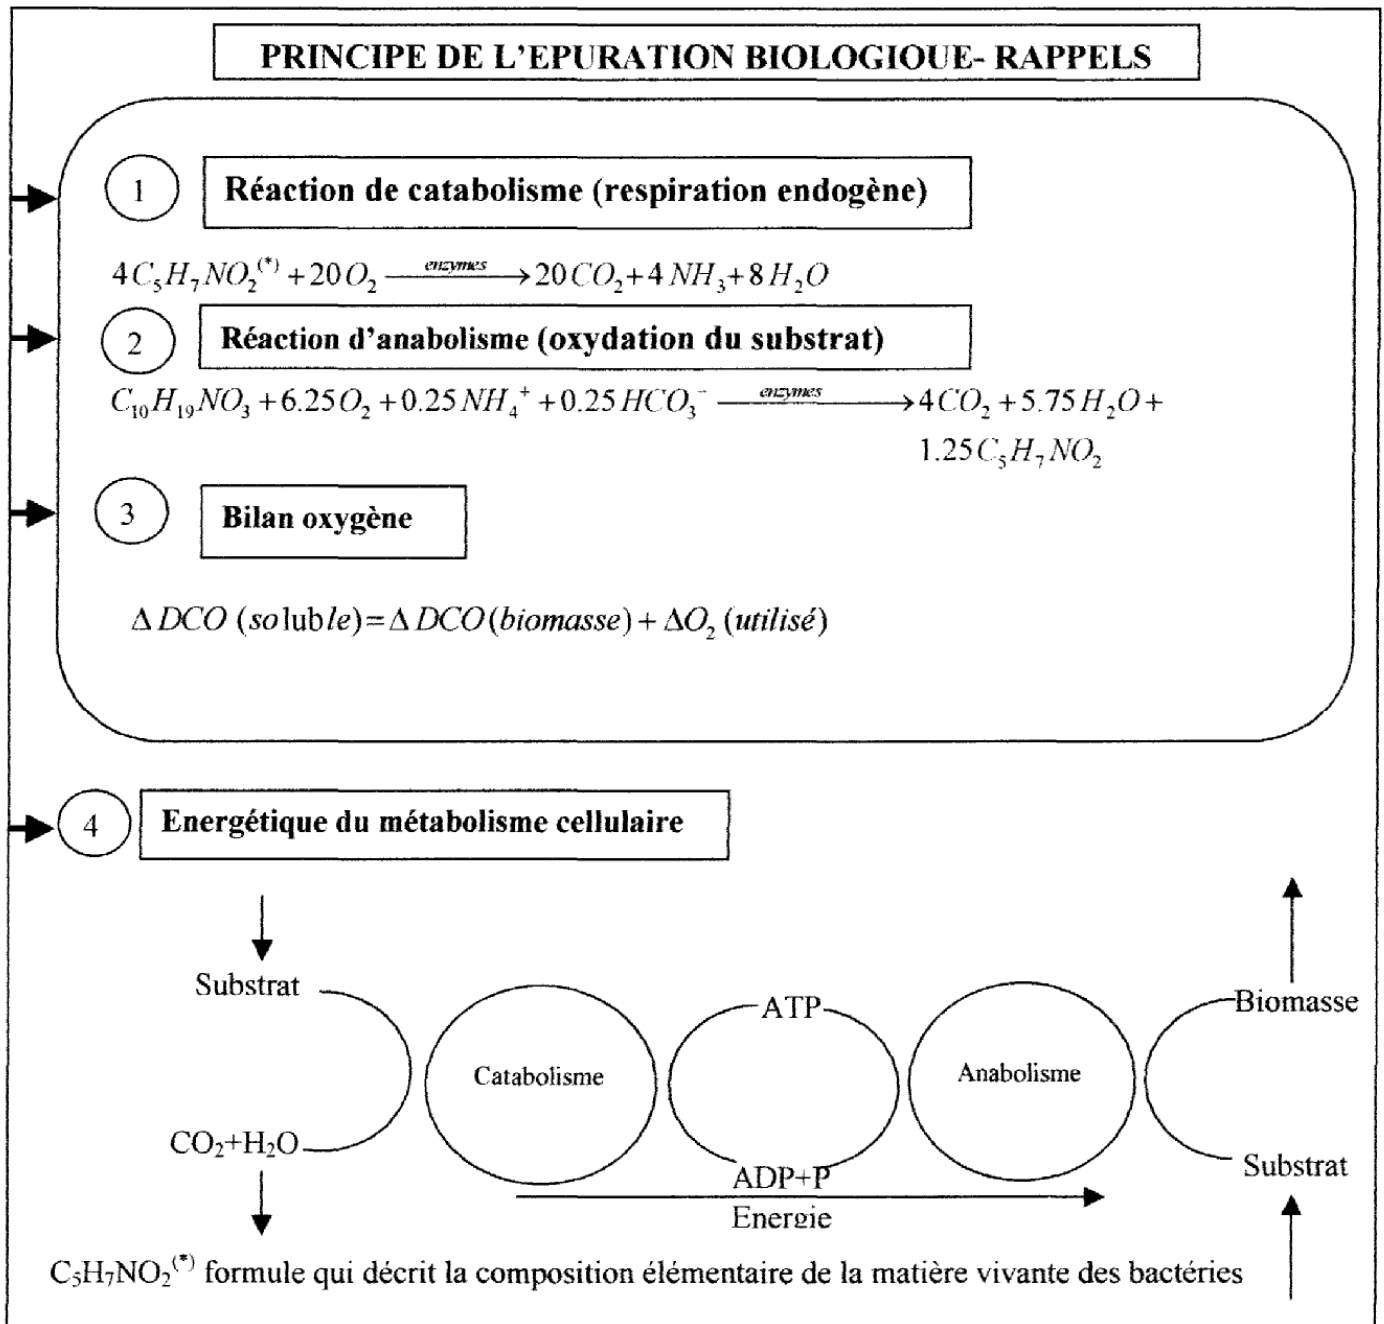 PRINCIPE DE L'EPURATION BIOLOGIQUE- RAPPELS
1 Réaction de catabolisme (respiration endogène)
4C₅H₇NO₂⁽*⁾ + 20O₂ —enzymes→ 20CO₂ + 4NH₃ + 8H₂O
2 Réaction d'anabolisme (oxydation du substrat)
C₁₀H₁₉NO₃ + 6.25O₂ + 0.25NH₄⁺ + 0.25HCO₃⁻ —enzymes→ 4CO₂ + 5.75H₂O +
1.25C₅H₇NO₂
3 Bilan oxygène
ΔDCO (soluble) = ΔDCO(biomasse) + ΔO₂ (utilisé)
4 Energétique du métabolisme cellulaire
Substrat
ATP
Biomasse
Catabolisme
Anabolisme
CO₂+H₂O
ADP+P
Substrat
Energie
C₅H₇NO₂⁽*⁾ formule qui décrit la composition élémentaire de la matière vivante des bactéries